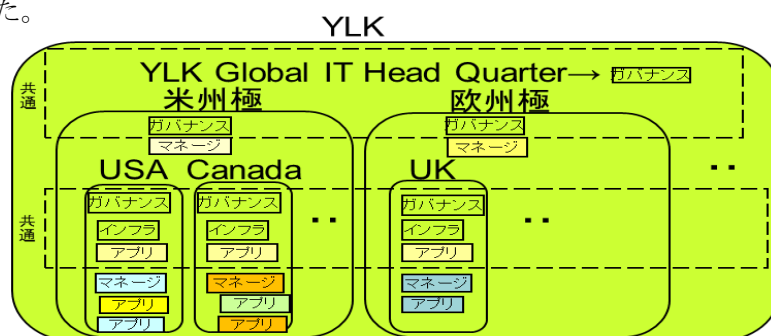 た。
YLK
YLK Global IT Head Quarter→ ガバナンス
共通
米州極 欧州極
ガバナンス ガバナンス
マネージ マネージ
‥
USA Canada UK
共通
ガバナンス ガバナンス ガバナンス
‥ ‥
インフラ インフラ インフラ
アプリ アプリ アプリ
マネージ マネージ マネージ
アプリ アプリ アプリ
アプリ アプリ